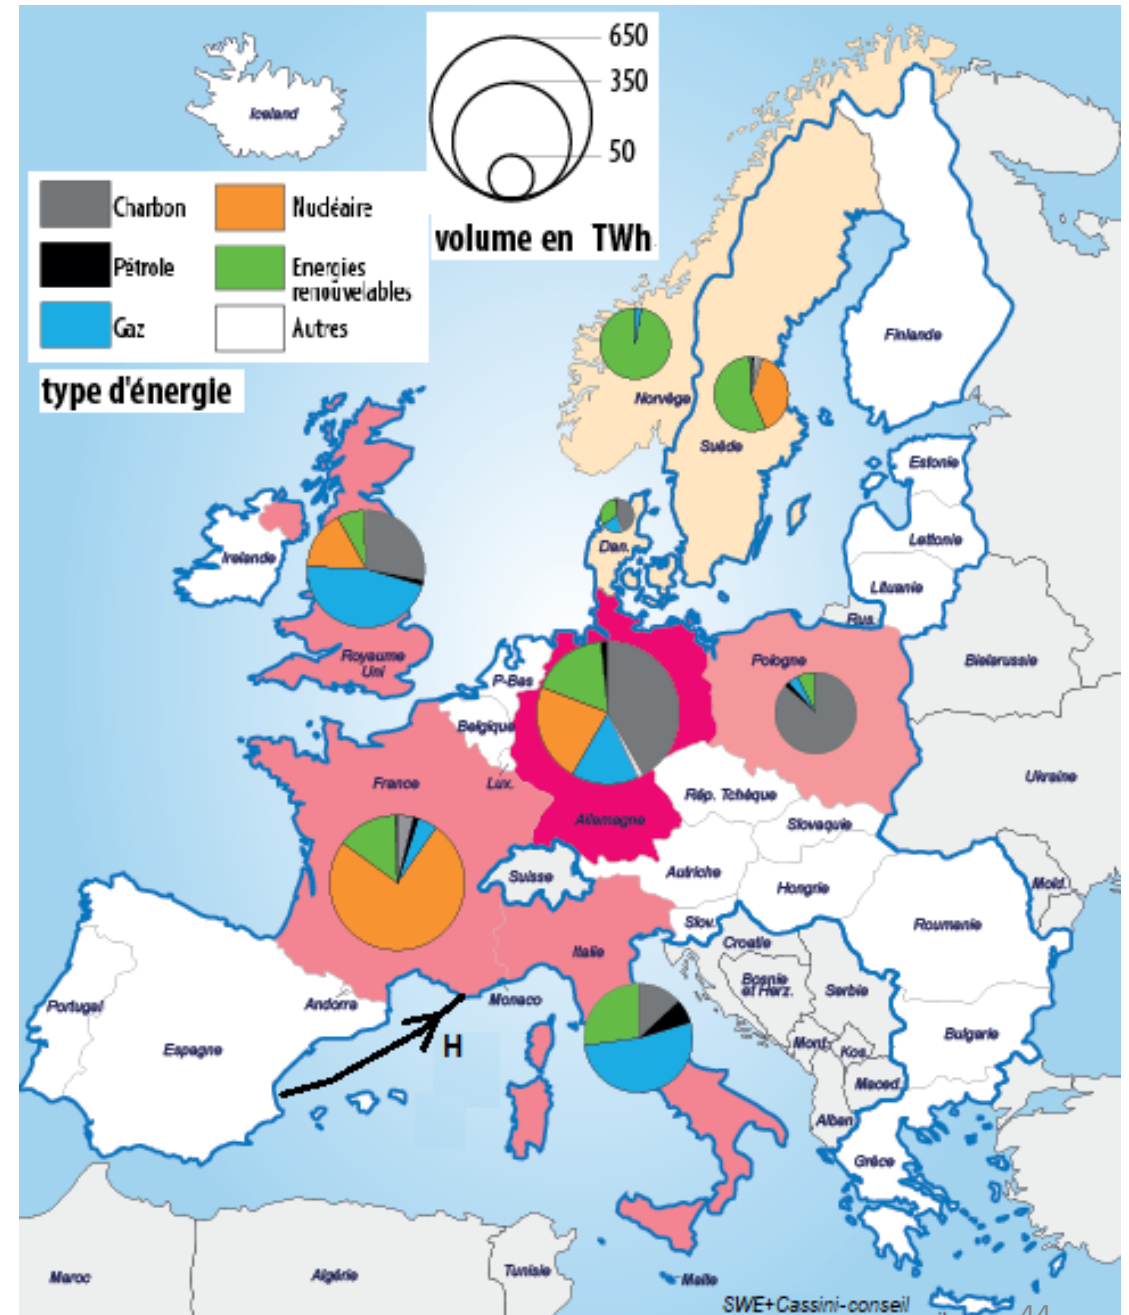 650
350
50
volume en TWh
Iceland
Charbon
Nucléaire
Pétrole
Energies
renouvelables
Gaz
Autres
type d'énergie
Finlande
Norvège
Suède
Estonie
Lettonie
Lituanie
Rus.
Dan.
Irelande
Royaume
Uni
P-Bas
Belgique
Lux.
Pologne
Bielarussie
Ukraine
France
Allemagne
Rép. Tchèque
Slovaquie
Suisse
Autriche
Hongrie
Mold.
Roumanie
Slov.
Croatie
Italie
Bosnie
et Herz.
Serbie
Portugal
Andorra
Monaco
Espagne
H
Mont.
Kos.
Bulgarie
Maced.
Alban
Grèce
Maroc
Algérie
Tunisie
Malte
SWE+Cassini-conseil